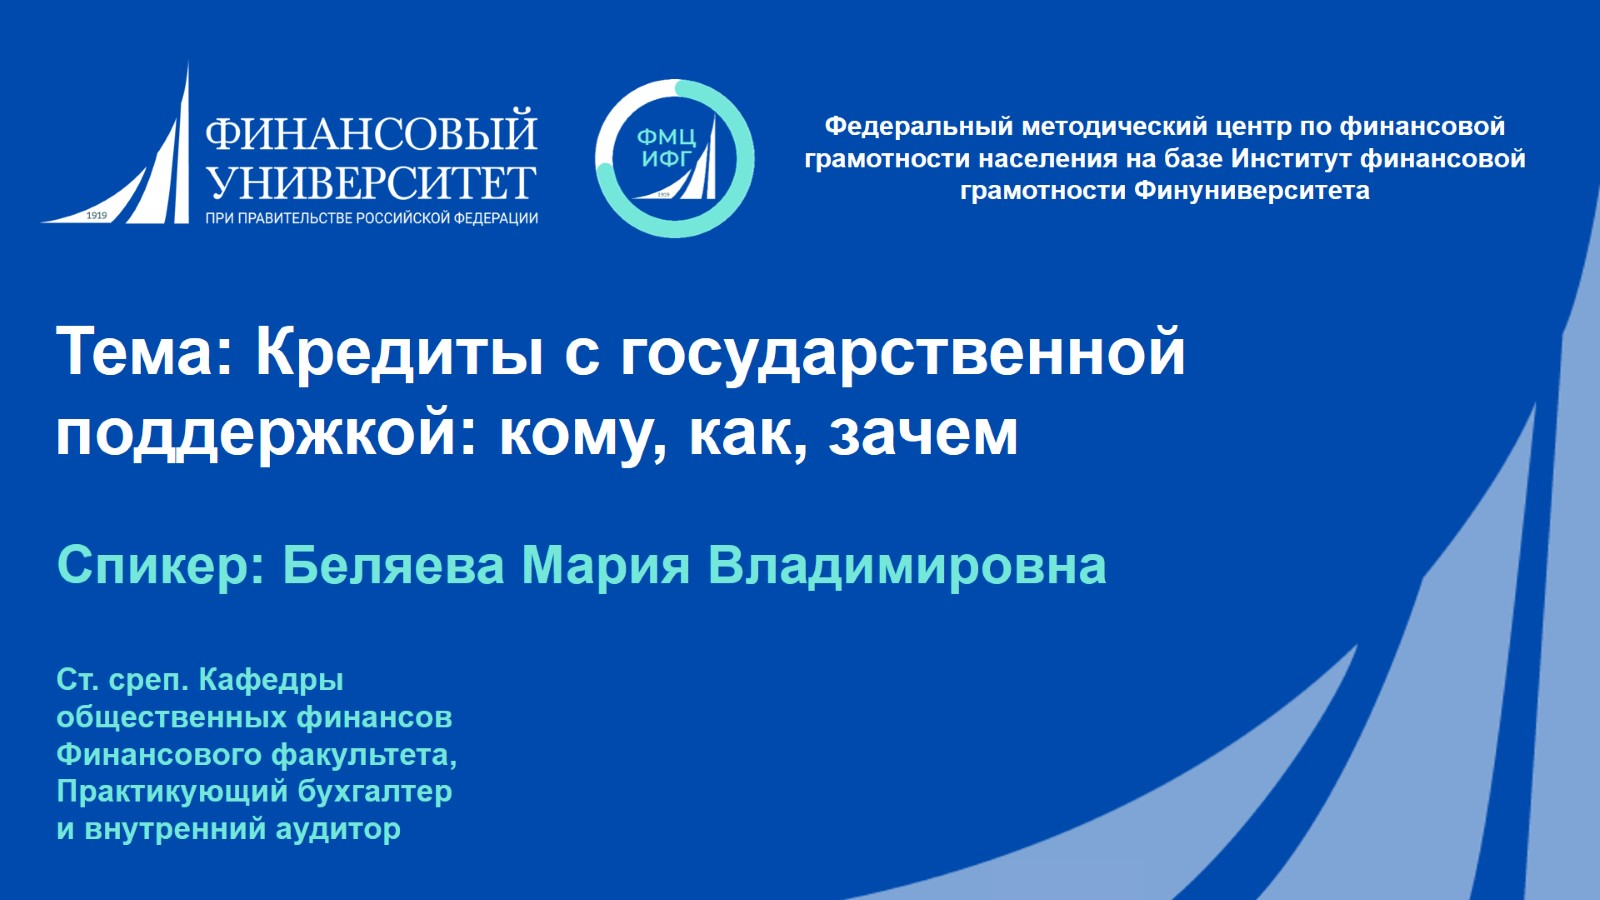 ФИНАНСОВЫЙ
УНИВЕРСИТЕТ
ПРИ ПРАВИТЕЛЬСТВЕ РОССИЙСКОЙ ФЕДЕРАЦИИ
1919
ФМЦ
ИФГ
1919
Федеральный методический центр по финансовой
грамотности населения на базе Институт финансовой
грамотности Финуниверситета
Тема: Кредиты с государственной
поддержкой: кому, как, зачем
Спикер: Беляева Мария Владимировна
Ст. среп. Кафедры
общественных финансов
Финансового факультета,
Практикующий бухгалтер
и внутренний аудитор